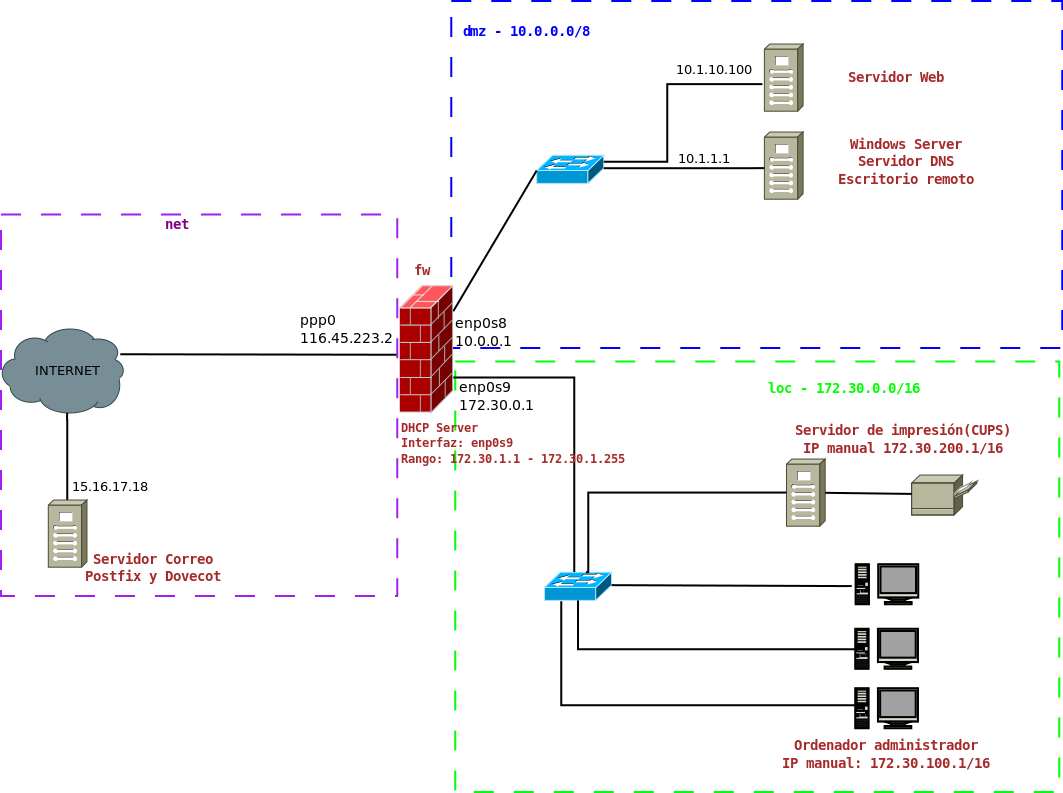 dmz - 10.0.0.0/8
10.1.10.100
Servidor Web
10.1.1.1
Windows Server
Servidor DNS
Escritorio remoto
net
fw
ppp0
116.45.223.2
enp0s8
10.0.0.1
INTERNET
enp0s9
172.30.0.1
loc - 172.30.0.0/16
DHCP Server
Interfaz: enp0s9
Rango: 172.30.1.1 - 172.30.1.255
Servidor de impresión(CUPS)
IP manual 172.30.200.1/16
15.16.17.18
Servidor Correo
Postfix y Dovecot
Ordenador administrador
IP manual: 172.30.100.1/16